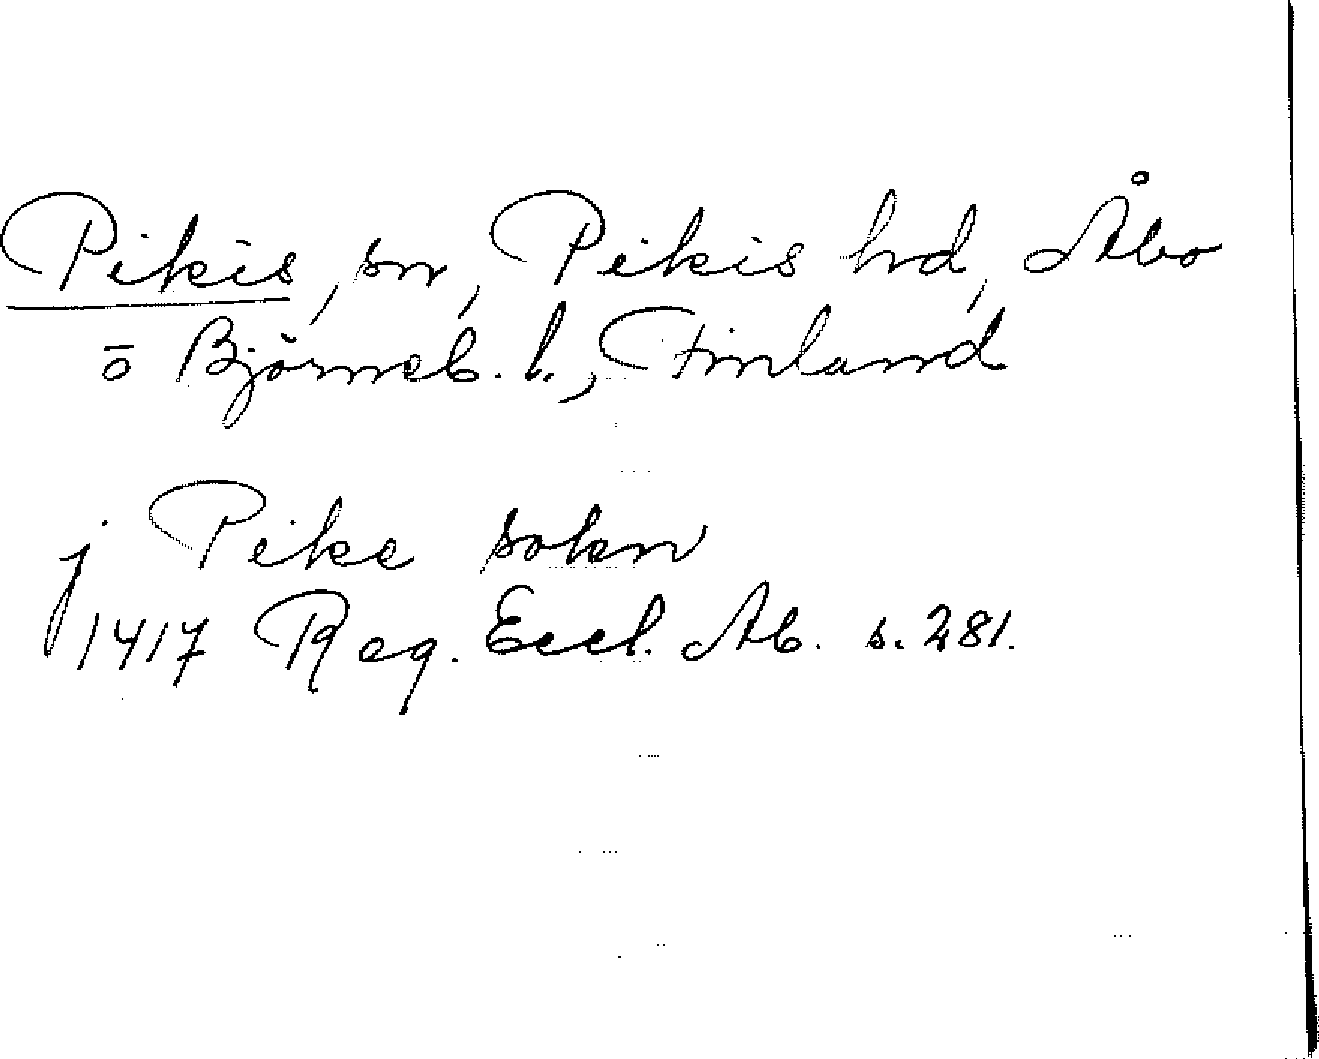 Pikis, sn, Pikis hd, Åbo
o Björneb. l., Finland
j Pike sokn
1417 Reg. Eccl. Ab. s. 281.